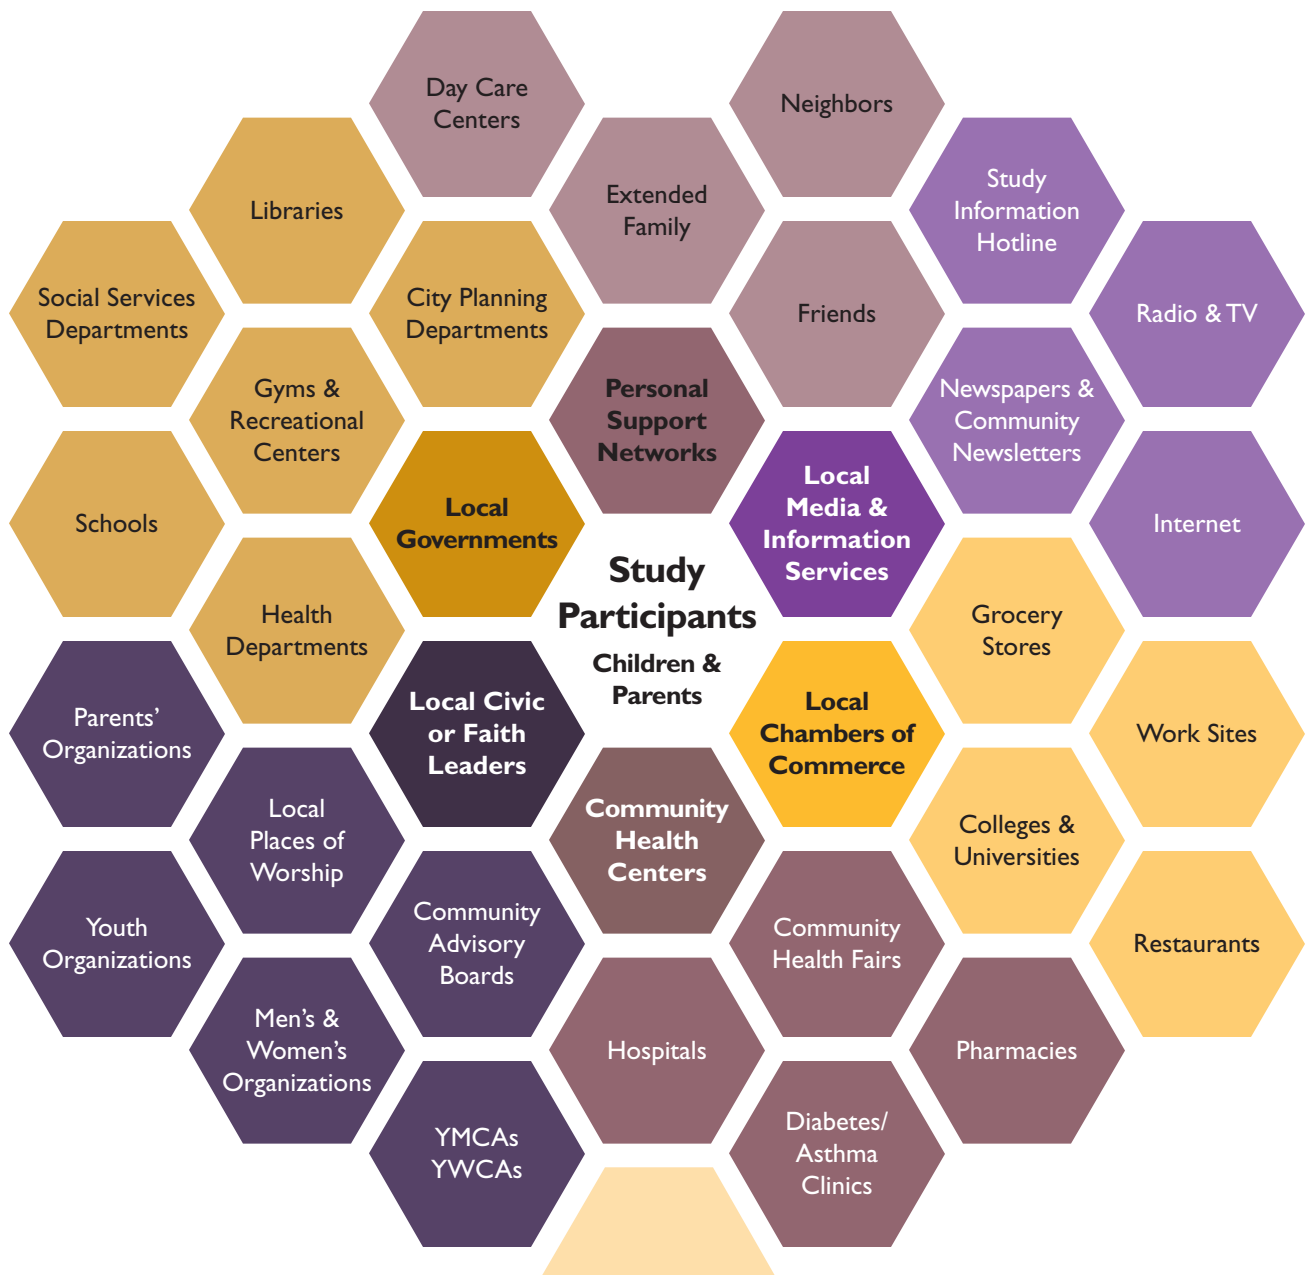 Day Care
Centers
Neighbors
Libraries
Extended
Family
Study
Information
Hotline
Social Services
Departments
City Planning
Departments
Friends
Radio & TV
Gyms &
Recreational
Centers
Personal
Support
Networks
Newspapers &
Community
Newsletters
Schools
Local
Governments
Local
Media &
Information
Services
Internet
Study
Participants
Children &
Parents
Health
Departments
Grocery
Stores
Parents’
Organizations
Local Civic
or Faith
Leaders
Local
Chambers of
Commerce
Work Sites
Local
Places of
Worship
Community
Health
Centers
Colleges &
Universities
Youth
Organizations
Community
Advisory
Boards
Community
Health Fairs
Restaurants
Men’s &
Women’s
Organizations
Hospitals
Pharmacies
YMCAs
YWCAs
Diabetes/
Asthma
Clinics